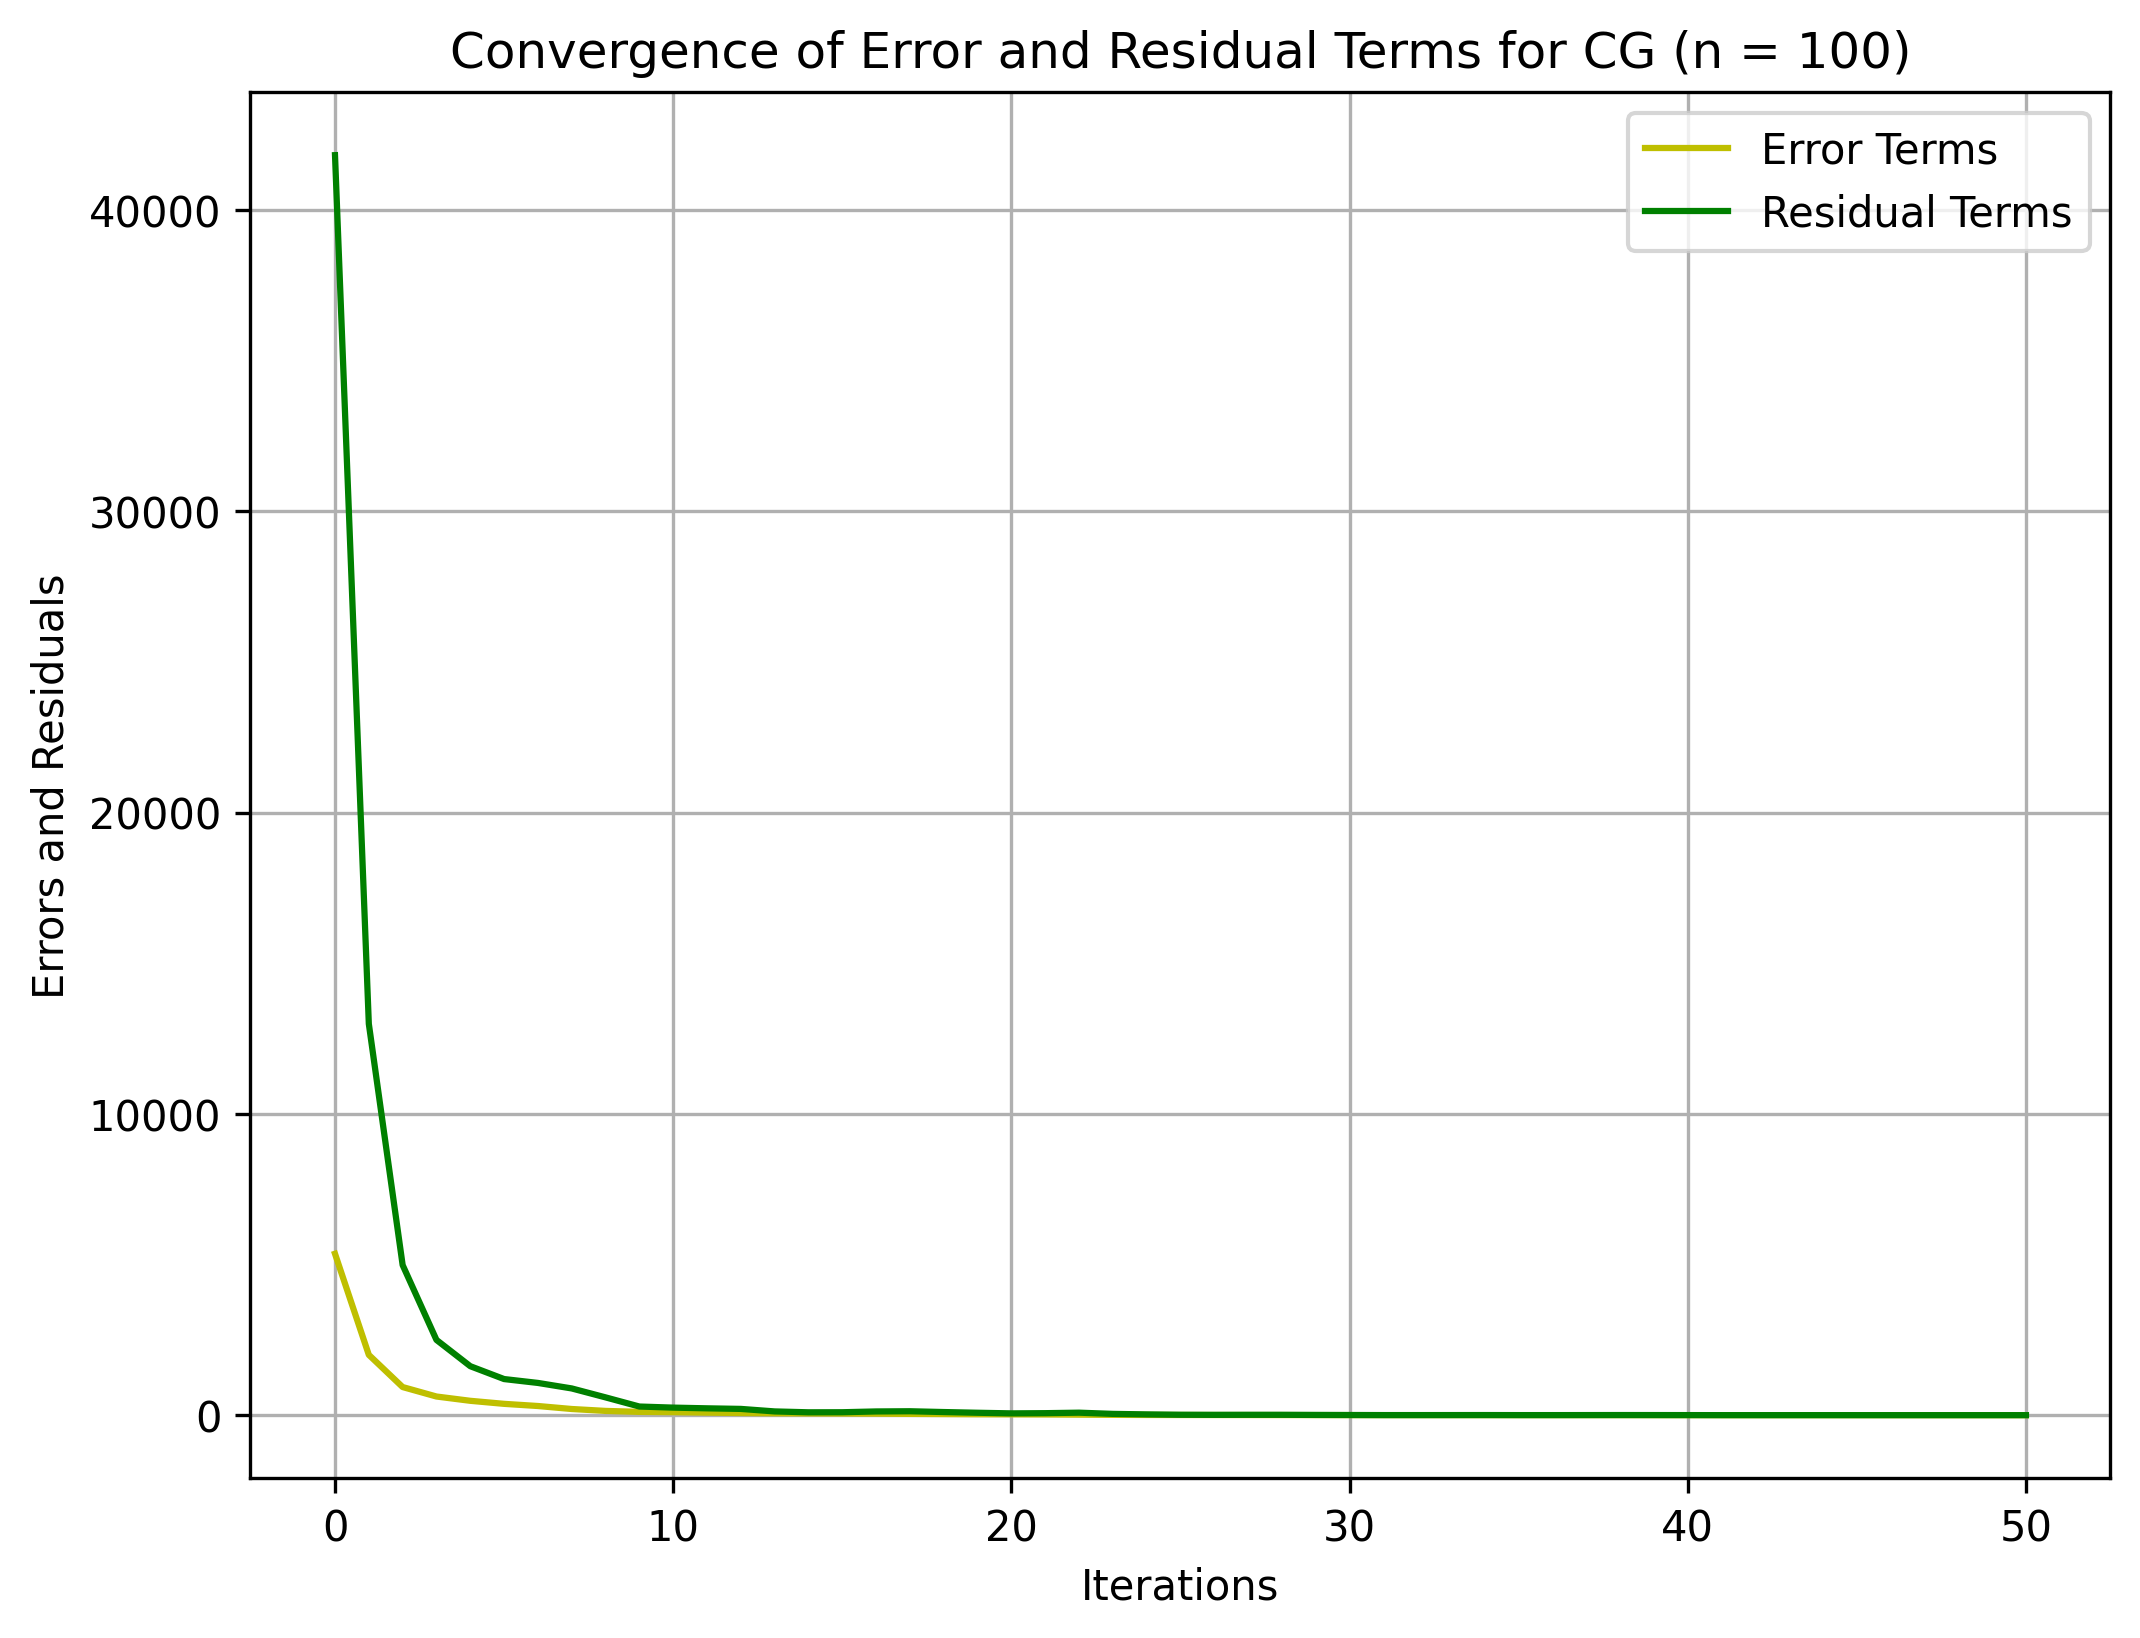 Convergence of Error and Residual Terms for CG (n = 100)
Error Terms
Residual Terms
Errors and Residuals
40000
30000
20000
10000
0
0 10 20 30 40 50
Iterations